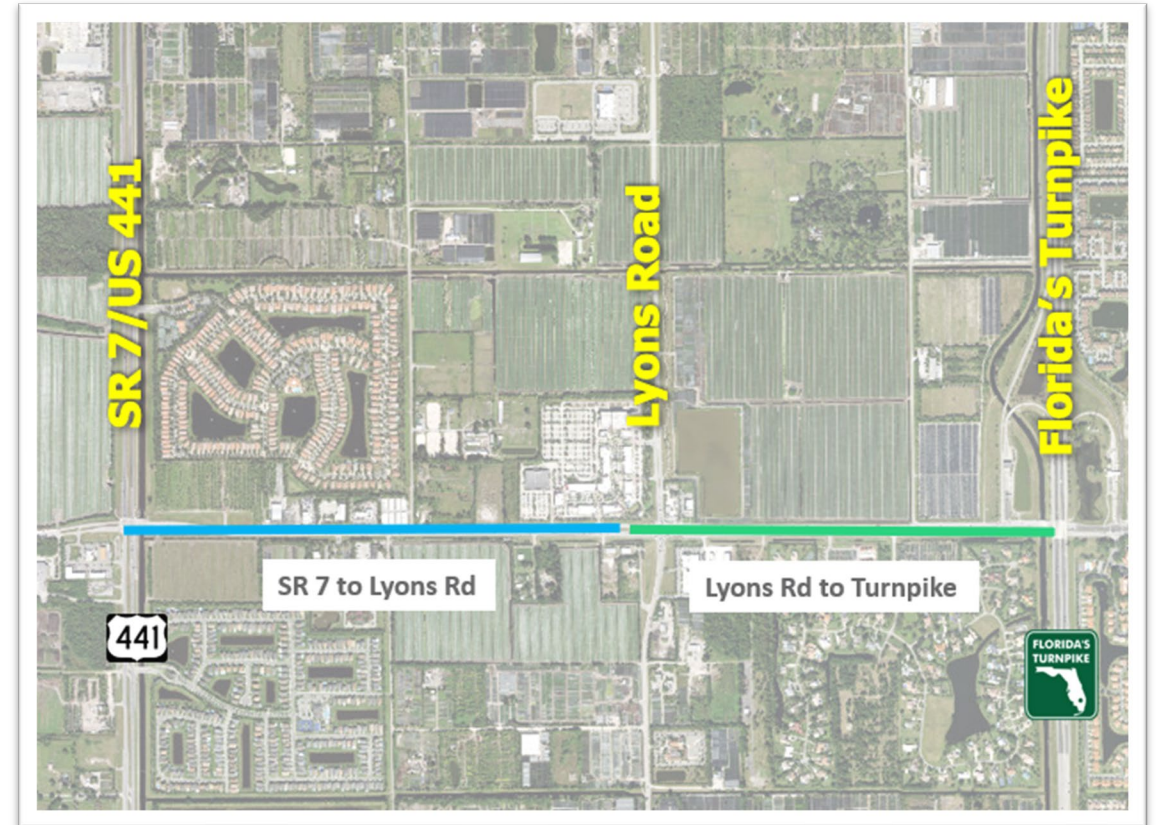 SR 7/US 441
Lyons Road
Florida's Turnpike
SR 7 to Lyons Rd
Lyons Rd to Turnpike
441
FLORIDA'S
TURNPIKE